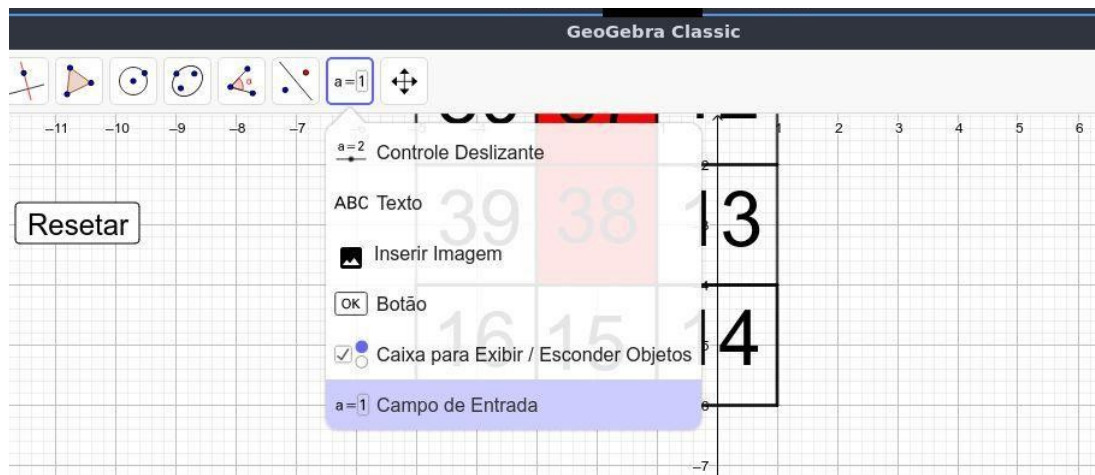 GeoGebra Classic
a=1
-11 -10 -9 -8 -7 2 3 4 5 6
a=2 Controle Deslizante
ABC Texto
39 38 13
Resetar
Inserir Imagem
OK Botão
16 15 14
Caixa para Exibir / Esconder Objetos
a=1 Campo de Entrada
-7